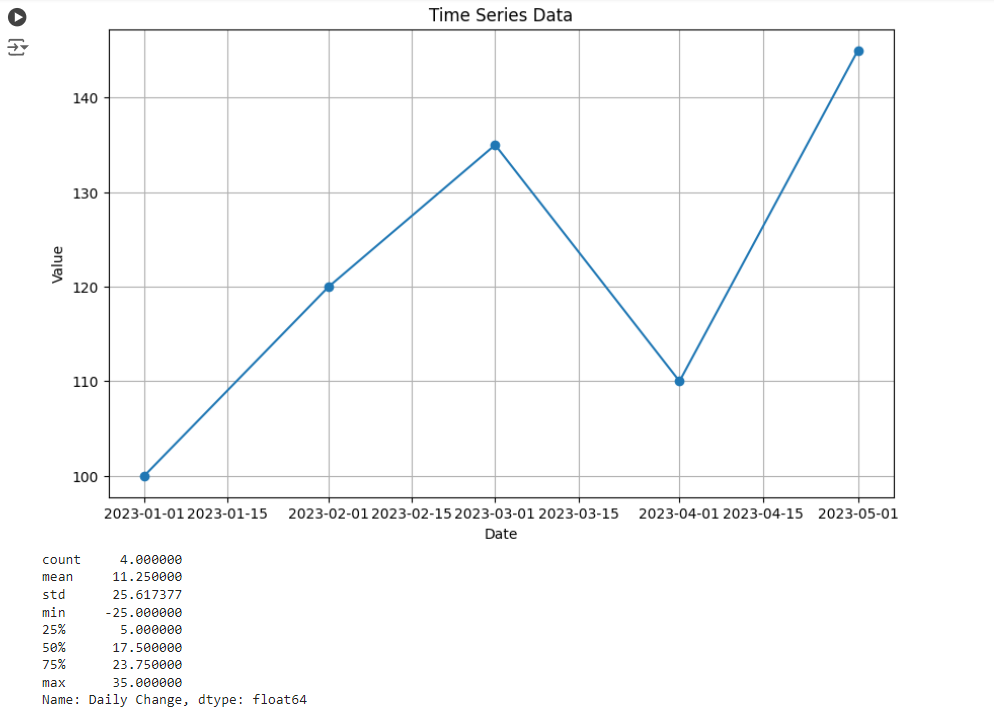 Time Series Data
140
130
120
110
100
Value
2023-01-01 2023-01-15 2023-02-01 2023-02-15 2023-03-01 2023-03-15 2023-04-01 2023-04-15 2023-05-01
Date
count 4.000000
mean 11.250000
std 25.617377
min -25.000000
25% 5.000000
50% 17.500000
75% 23.750000
max 35.000000
Name: Daily Change, dtype: float64